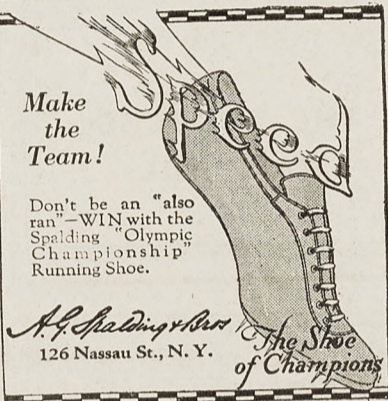 Speed
Make
the
Team!
Don't be an "also
ran"—WIN with the
Spalding "Olympic
Championship"
Running Shoe.
A. G. Spalding & Bros
126 Nassau St., N. Y.
The Shoe
of Champions